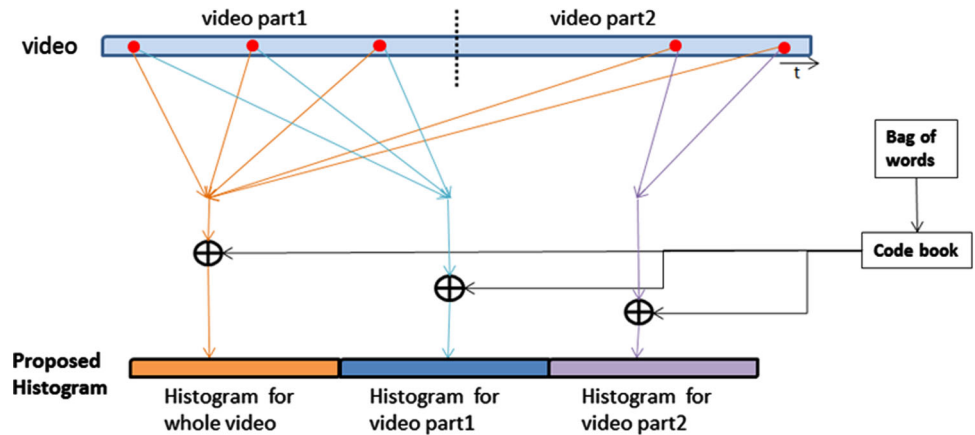 video part1
video part2
video
t
Bag of
words
Code book
Proposed
Histogram
Histogram for
whole video
Histogram for
video part1
Histogram for
video part2